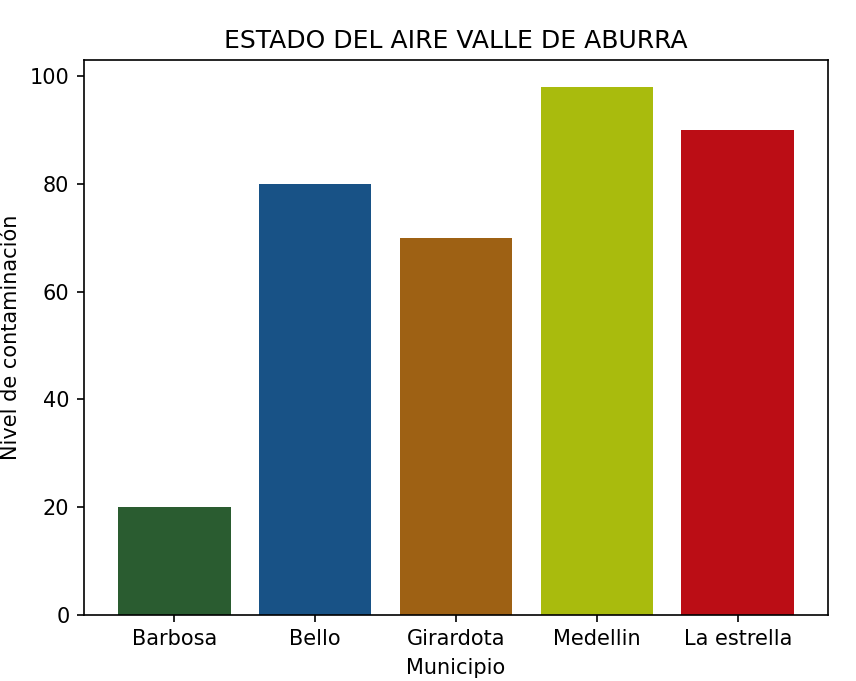 ESTADO DEL AIRE VALLE DE ABURRA
Nivel de contaminación
100
80
60
40
20
0
Barbosa Bello Girardota Medellin La estrella
Municipio